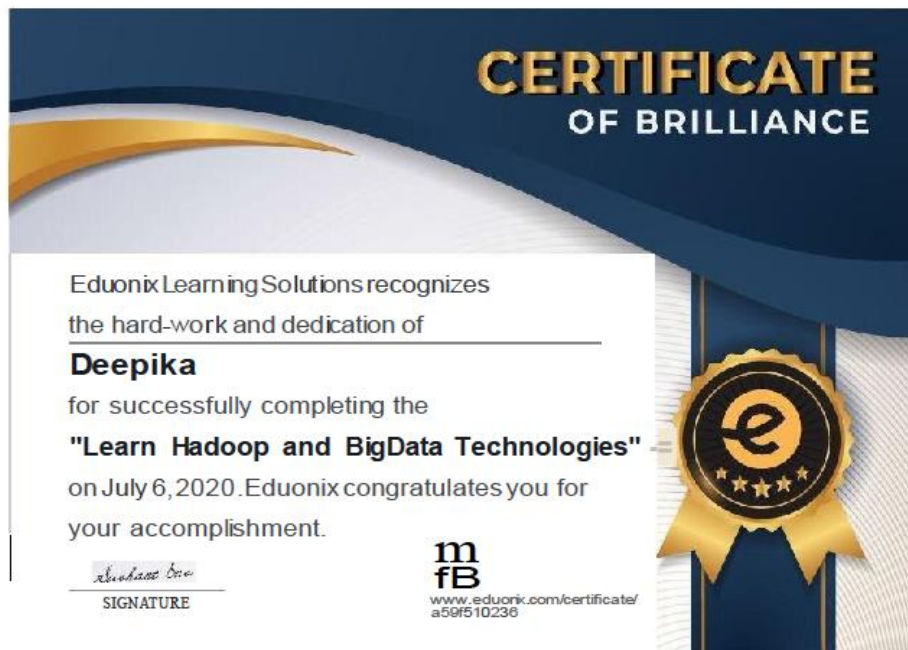 CERTIFICATE
OF BRILLIANCE
Eduonix Learning Solutions recognizes
the hard-work and dedication of
Deepika
for successfully completing the
"Learn Hadoop and BigData Technologies"
on July 6, 2020. Eduonix congratulates you for
your accomplishment.
e
m
fB
SIGNATURE
www.eduonix.com/certificate/
a59f510236